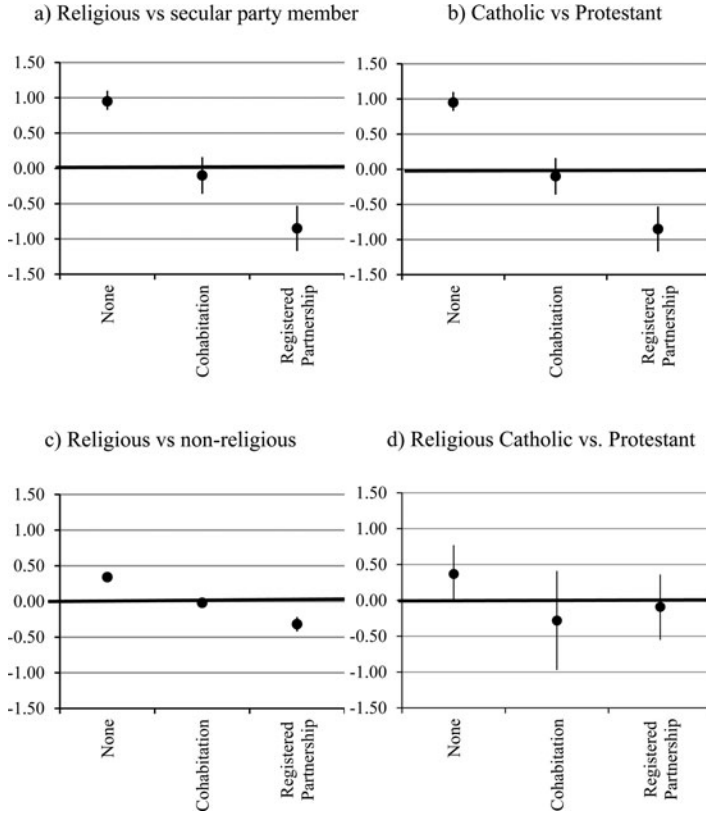 a) Religious vs secular party member
1.50
1.00
0.50
0.00
-0.50
-1.00
-1.50
None
Cohabitation
Registered
Partnership
b) Catholic vs Protestant
1.50
1.00
0.50
0.00
-0.50
-1.00
-1.50
None
Cohabitation
Registered
Partnership
c) Religious vs non-religious
1.50
1.00
0.50
0.00
-0.50
-1.00
-1.50
None
Cohabitation
Registered
Partnership
d) Religious Catholic vs. Protestant
1.50
1.00
0.50
0.00
-0.50
-1.00
-1.50
None
Cohabitation
Registered
Partnership